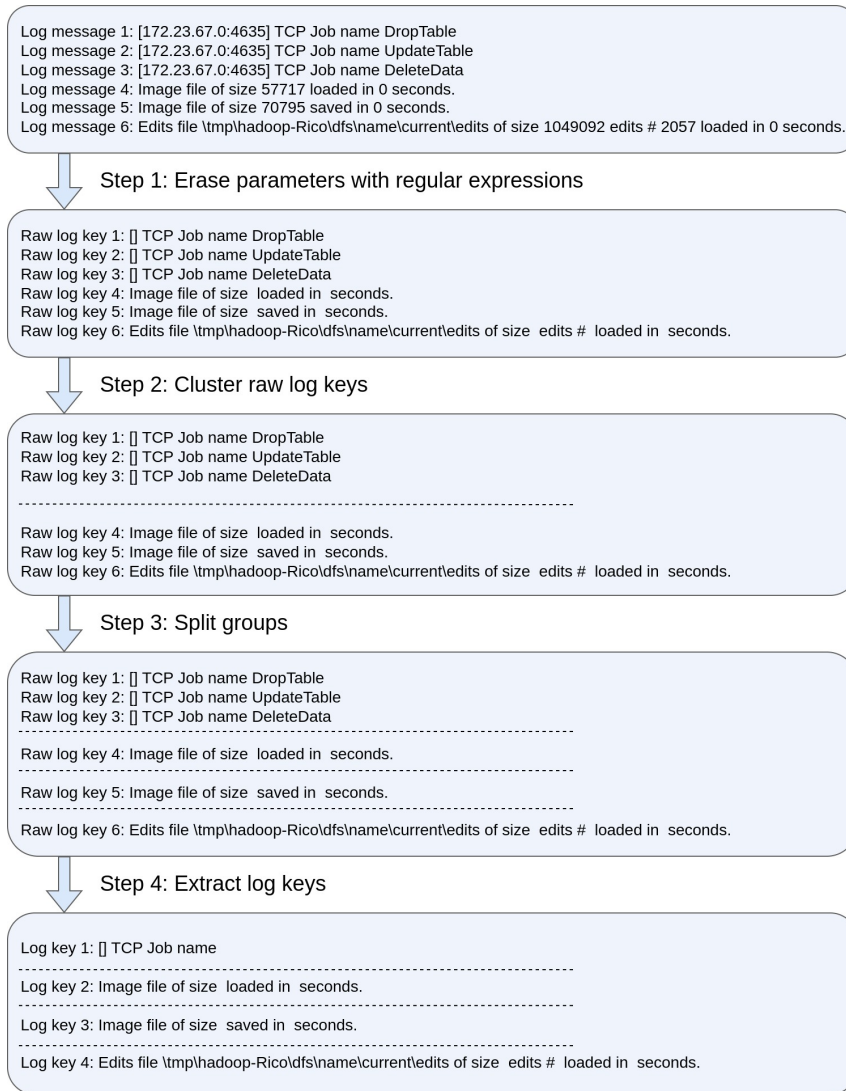 Log message 1: [172.23.67.0:4635] TCP Job name DropTable
Log message 2: [172.23.67.0:4635] TCP Job name UpdateTable
Log message 3: [172.23.67.0:4635] TCP Job name DeleteData
Log message 4: Image file of size 57717 loaded in 0 seconds.
Log message 5: Image file of size 70795 saved in 0 seconds.
Log message 6: Edits file \tmp\hadoop-Rico\dfs\name\current\edits of size 1049092 edits # 2057 loaded in 0 seconds.
Step 1: Erase parameters with regular expressions
Raw log key 1: [] TCP Job name DropTable
Raw log key 2: [] TCP Job name UpdateTable
Raw log key 3: [] TCP Job name DeleteData
Raw log key 4: Image file of size  loaded in  seconds.
Raw log key 5: Image file of size  saved in  seconds.
Raw log key 6: Edits file \tmp\hadoop-Rico\dfs\name\current\edits of size  edits #  loaded in  seconds.
Step 2: Cluster raw log keys
Raw log key 1: [] TCP Job name DropTable
Raw log key 2: [] TCP Job name UpdateTable
Raw log key 3: [] TCP Job name DeleteData
Raw log key 4: Image file of size  loaded in  seconds.
Raw log key 5: Image file of size  saved in  seconds.
Raw log key 6: Edits file \tmp\hadoop-Rico\dfs\name\current\edits of size  edits #  loaded in  seconds.
Step 3: Split groups
Raw log key 1: [] TCP Job name DropTable
Raw log key 2: [] TCP Job name UpdateTable
Raw log key 3: [] TCP Job name DeleteData
Raw log key 4: Image file of size  loaded in  seconds.
Raw log key 5: Image file of size  saved in  seconds.
Raw log key 6: Edits file \tmp\hadoop-Rico\dfs\name\current\edits of size  edits #  loaded in  seconds.
Step 4: Extract log keys
Log key 1: [] TCP Job name
Log key 2: Image file of size  loaded in  seconds.
Log key 3: Image file of size  saved in  seconds.
Log key 4: Edits file \tmp\hadoop-Rico\dfs\name\current\edits of size  edits #  loaded in  seconds.